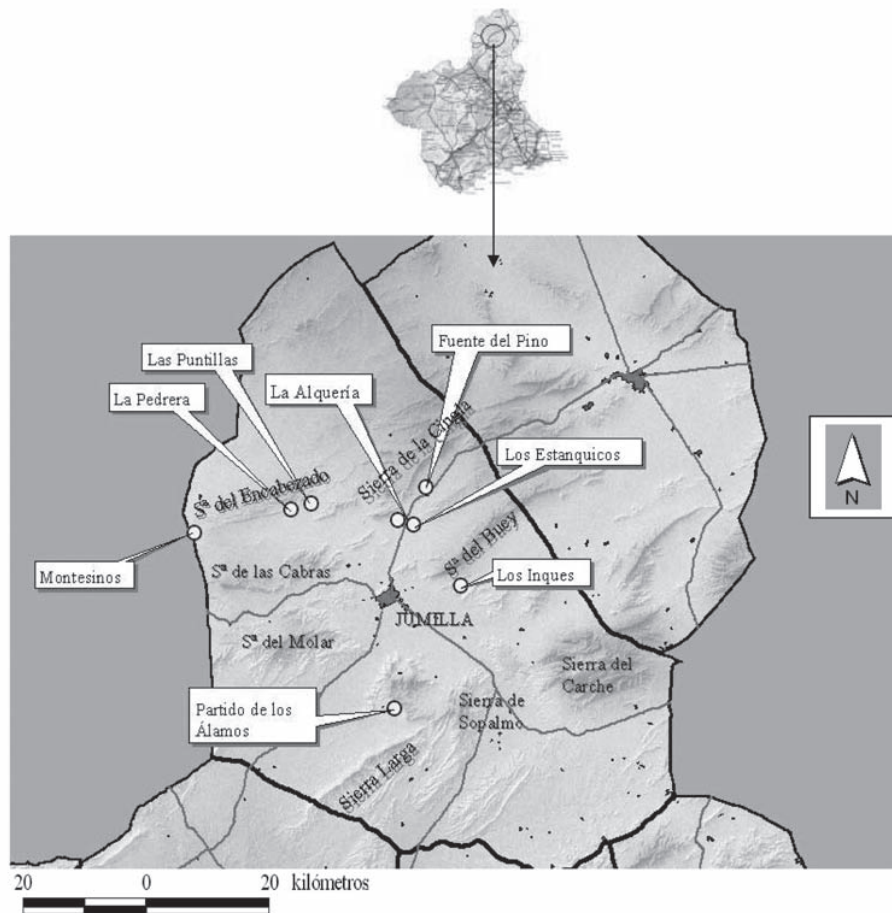 Fuente del Pino
Las Puntillas
La Alquería
La Pedrera
Sierra de la Cingla
Los Estanquicos
Sª del Encabezado
N
Sª del Buey
Montesinos
Sª de las Cabras
Los Inques
JUMILLA
Sª del Molar
Sierra del
Carche
Partido de los
Álamos
Sierra de
Sopalmo
Sierra Larga
20 0 20 kilómetros